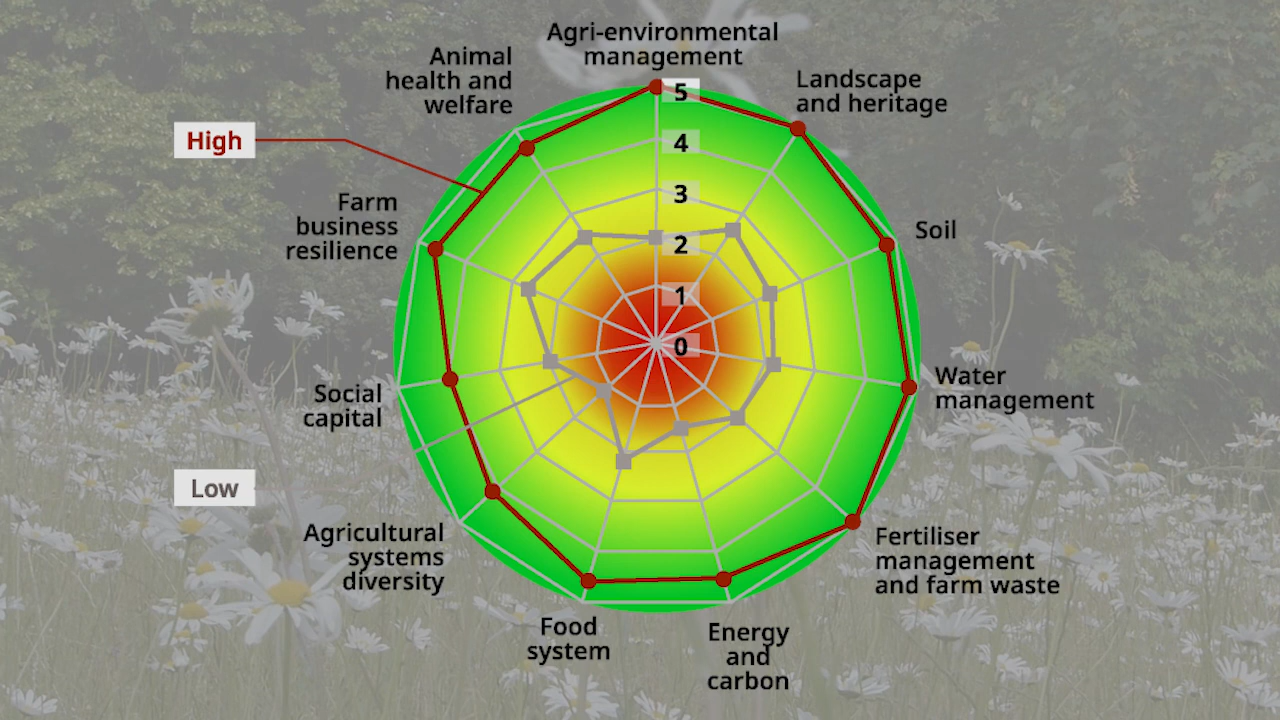 Agri-environmental
management
Animal
health and
welfare
Landscape
and heritage
5
High
4
3
Farm
business
resilience
Soil
2
1
0
Social
capital
Water
management
Low
Agricultural
systems
diversity
Fertiliser
management
and farm waste
Food
system
Energy
and
carbon